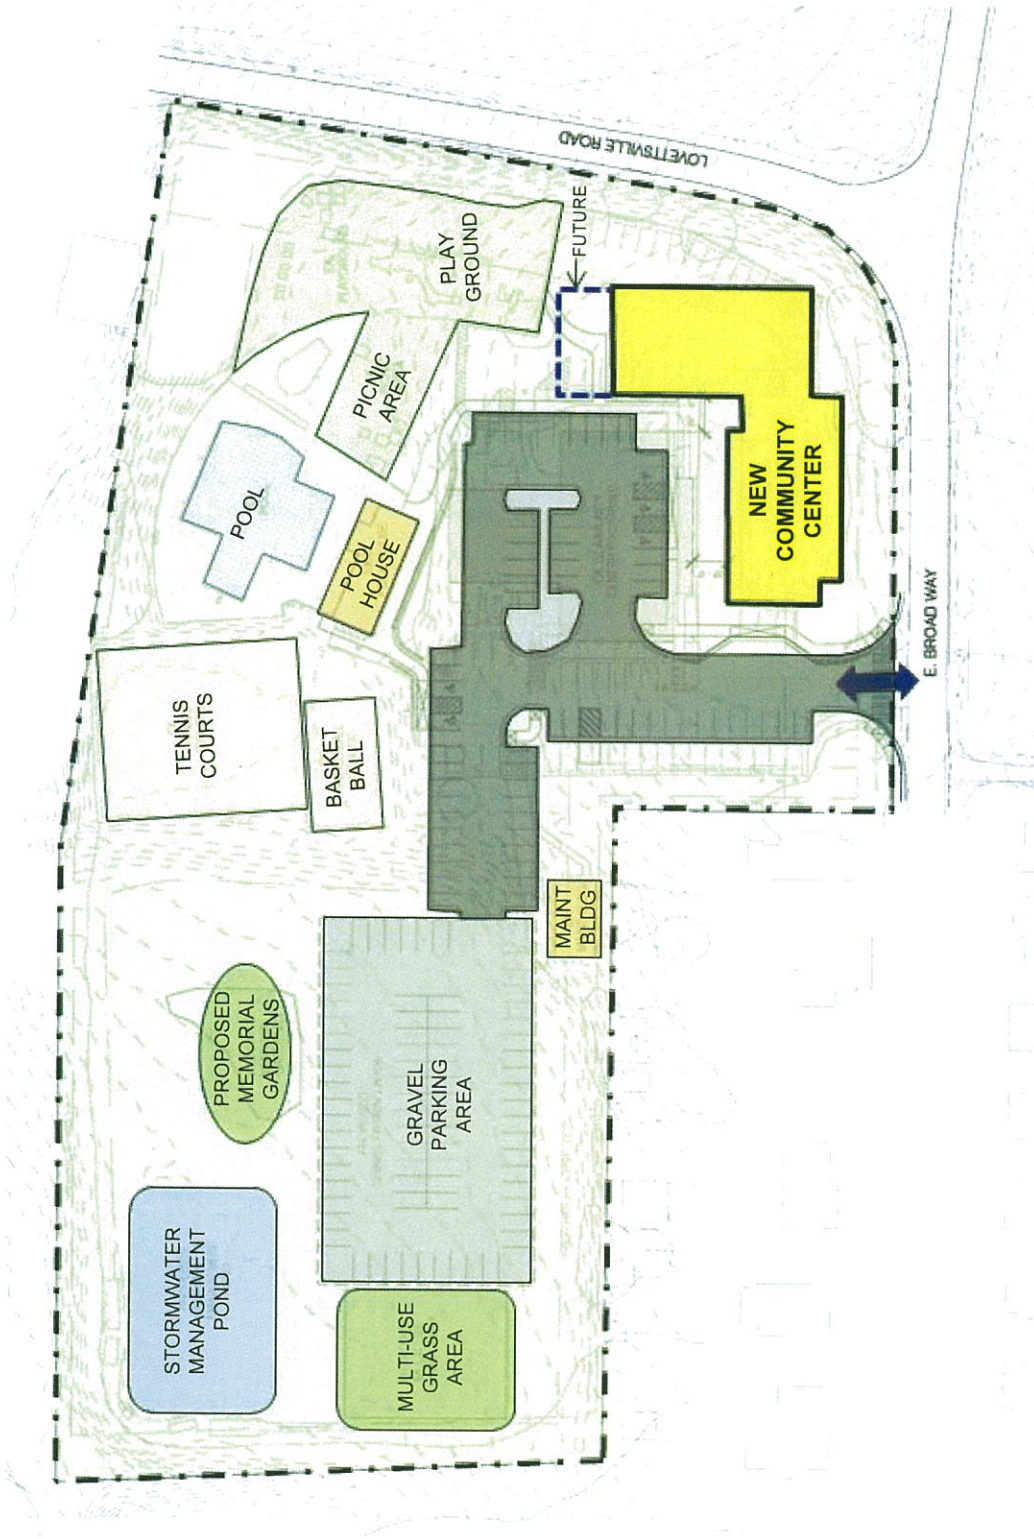 LOVETTSVILLE ROAD
FUTURE
PLAY
GROUND
PICNIC
AREA
POOL
POOL
HOUSE
NEW
COMMUNITY
CENTER
E. BROAD WAY
TENNIS
COURTS
BASKET
BALL
MAINT
BLDG
PROPOSED
MEMORIAL
GARDENS
GRAVEL
PARKING
AREA
STORMWATER
MANAGEMENT
POND
MULTI-USE
GRASS
AREA